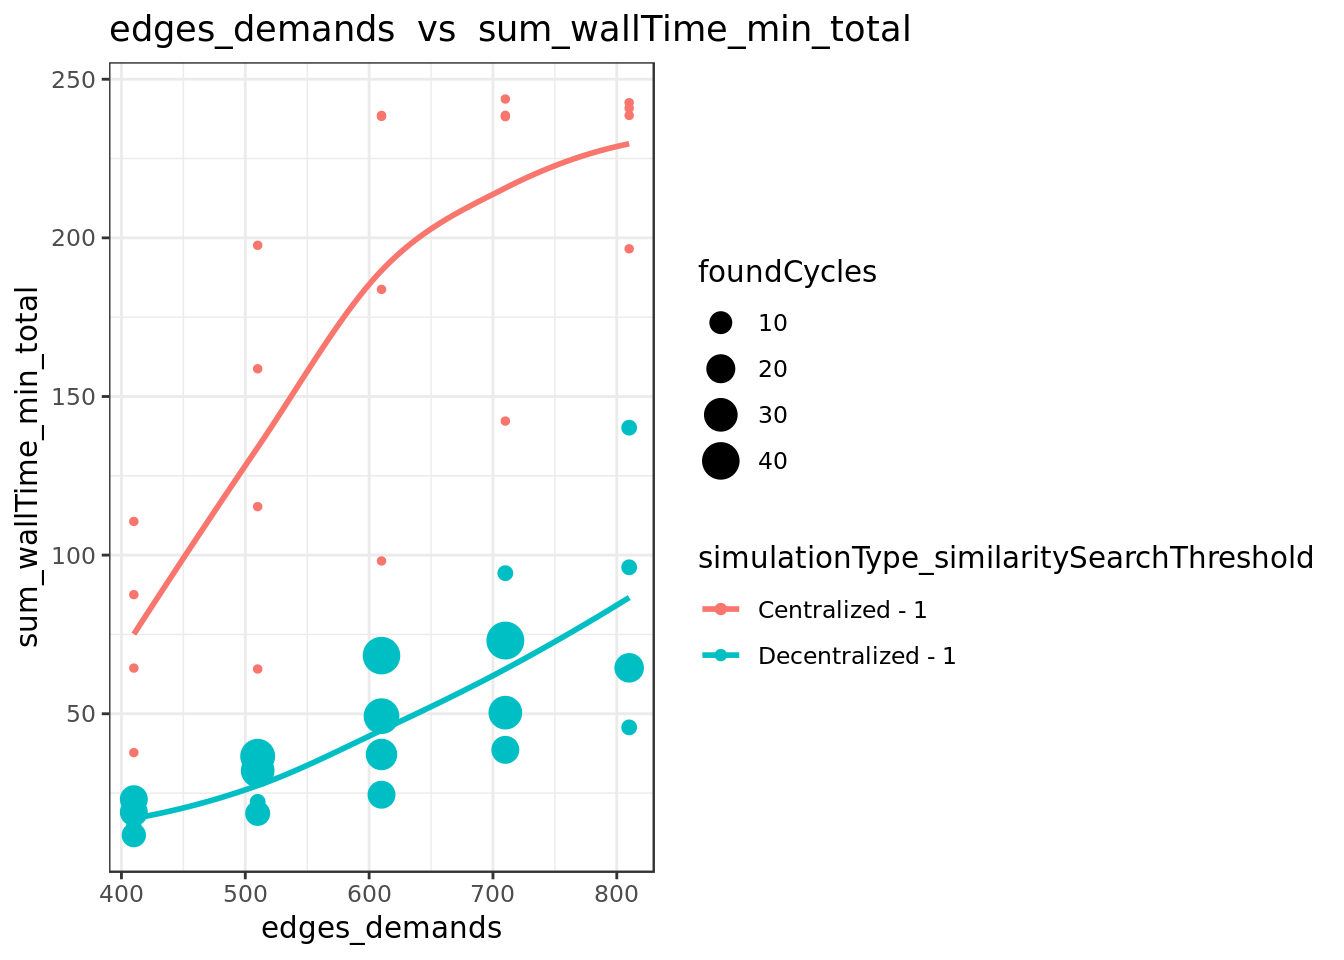 edges_demands  vs  sum_wallTime_min_total
sum_wallTime_min_total
250
200
150
100
50
400 500 600 700 800
edges_demands
foundCycles
10
20
30
40
simulationType_similaritySearchThreshold
Centralized - 1
Decentralized - 1